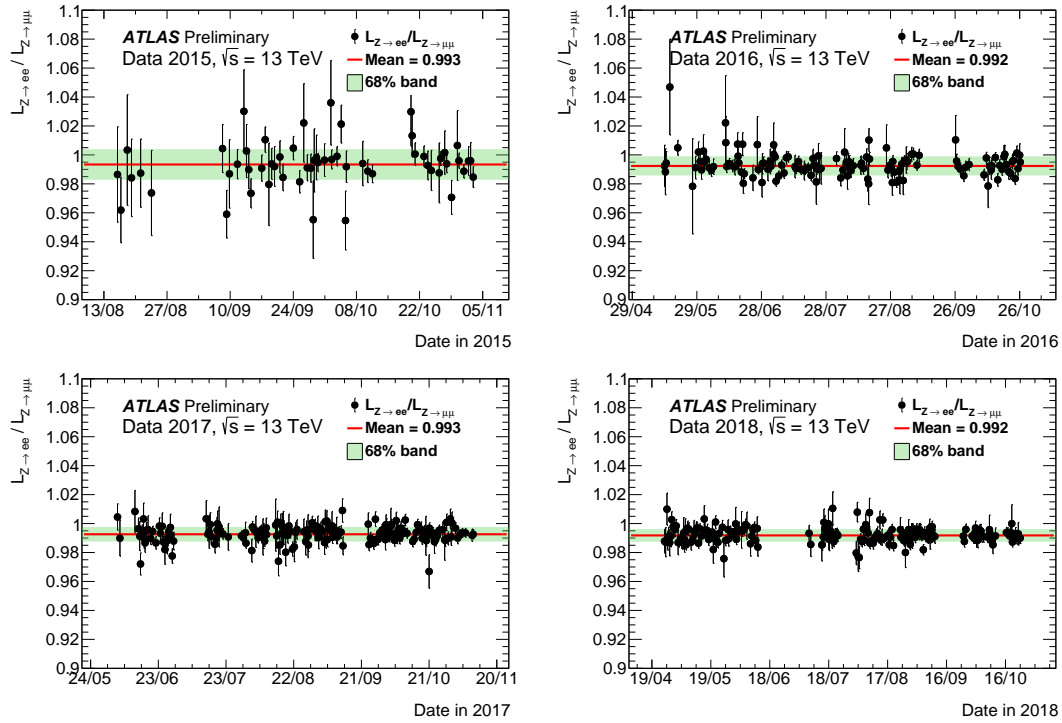 L_{Z→ee} / L_{Z→μμ}
1.1
1.08
1.06
1.04
1.02
1
0.98
0.96
0.94
0.92
0.9
ATLAS Preliminary
Data 2015, √s = 13 TeV
L_{Z→ee}/L_{Z→μμ}
Mean = 0.993
68% band
13/08 27/08 10/09 24/09 08/10 22/10 05/11
Date in 2015
L_{Z→ee} / L_{Z→μμ}
1.1
1.08
1.06
1.04
1.02
1
0.98
0.96
0.94
0.92
0.9
ATLAS Preliminary
Data 2016, √s = 13 TeV
L_{Z→ee}/L_{Z→μμ}
Mean = 0.992
68% band
29/04 29/05 28/06 28/07 27/08 26/09 26/10
Date in 2016
L_{Z→ee} / L_{Z→μμ}
1.1
1.08
1.06
1.04
1.02
1
0.98
0.96
0.94
0.92
0.9
ATLAS Preliminary
Data 2017, √s = 13 TeV
L_{Z→ee}/L_{Z→μμ}
Mean = 0.993
68% band
24/05 23/06 23/07 22/08 21/09 21/10 20/11
Date in 2017
L_{Z→ee} / L_{Z→μμ}
1.1
1.08
1.06
1.04
1.02
1
0.98
0.96
0.94
0.92
0.9
ATLAS Preliminary
Data 2018, √s = 13 TeV
L_{Z→ee}/L_{Z→μμ}
Mean = 0.992
68% band
19/04 19/05 18/06 18/07 17/08 16/09 16/10
Date in 2018